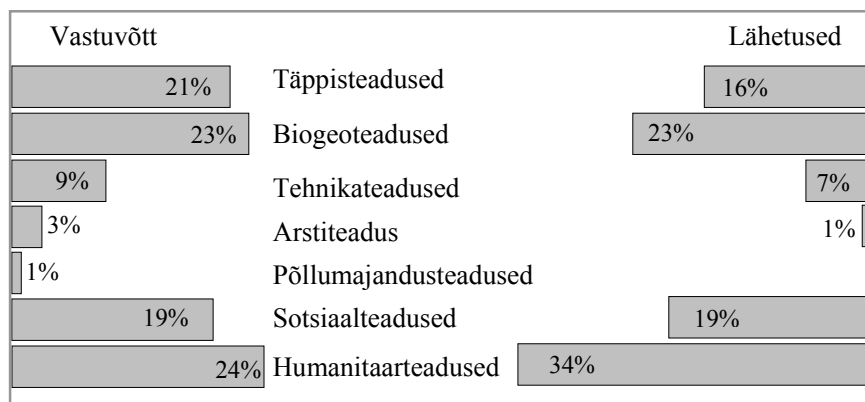 Vastuvõtt Lähetused
21% Täppisteadused 16%
23% Biogeoteadused 23%
9% Tehnikateadused 7%
3% Arstiteadus 1%
1% Põllumajandusteadused
19% Sotsiaalteadused 19%
24% Humanitaarteadused 34%